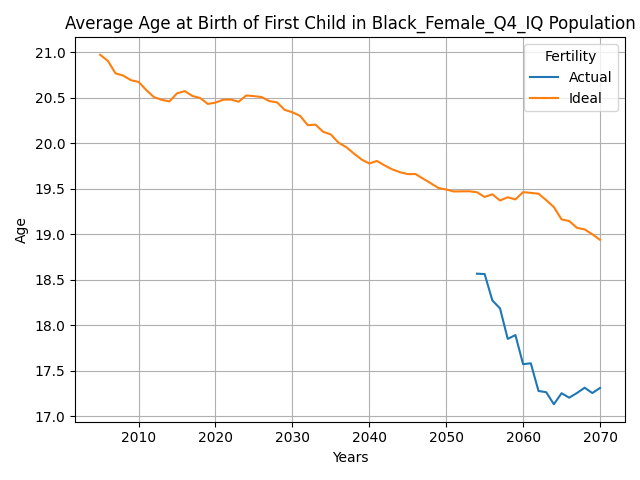 Average Age at Birth of First Child in Black_Female_Q4_IQ Population
Fertility
Actual
Ideal
21.0
20.5
20.0
19.5
19.0
18.5
18.0
17.5
17.0
Age
2010 2020 2030 2040 2050 2060 2070
Years